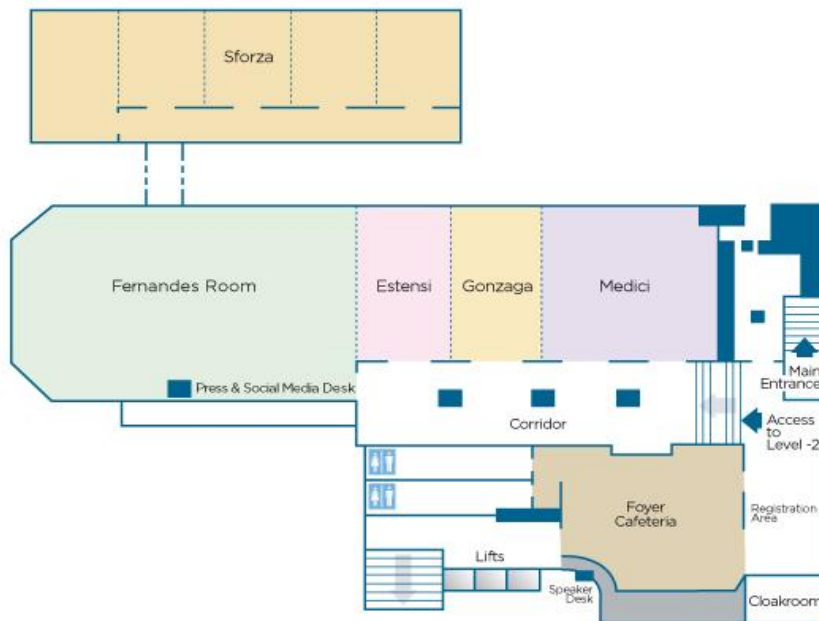 Sforza
Fernandes Room
Estensi
Gonzaga
Medici
Main
Entrance
Press & Social Media Desk
Corridor
Access
to
Level -2
Foyer
Cafeteria
Registration
Area
Lifts
Speaker
Desk
Cloakroom